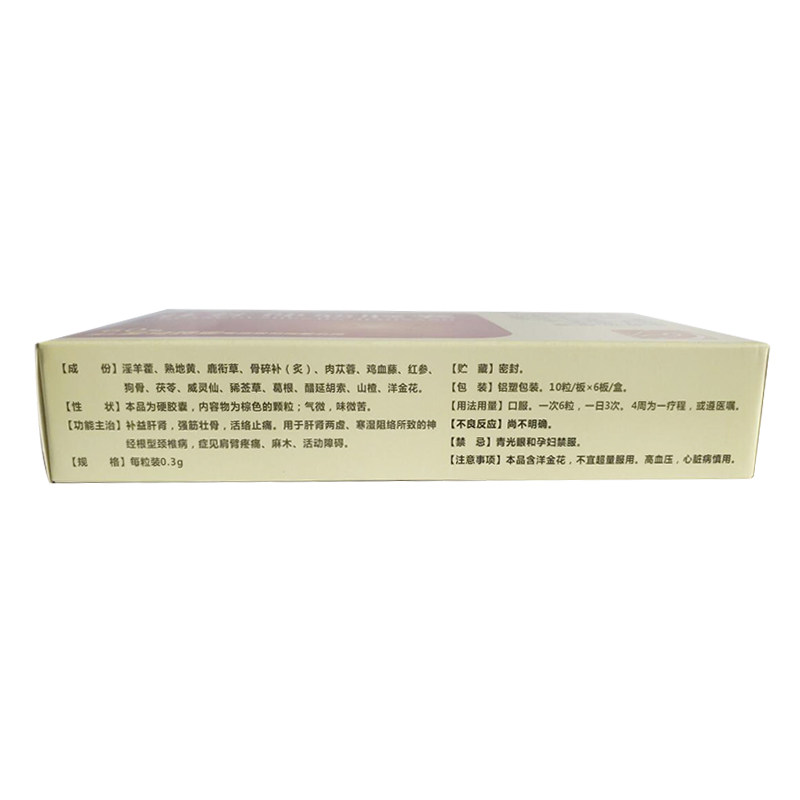 【成 份】淫羊藿、熟地黄、鹿衔草、骨碎补（炙）、肉苁蓉、鸡血藤、红参、
狗骨、茯苓、威灵仙、豨莶草、葛根、醋延胡索、山楂、洋金花。
【性 状】本品为硬胶囊，内容物为棕色的颗粒；气微，味微苦。
【功能主治】补益肝肾，强筋壮骨，活络止痛。用于肝肾两虚、寒湿阻络所致的神
经根型颈椎病，症见肩臂疼痛、麻木、活动障碍。
【规 格】每粒装0.3g
【贮 藏】密封。
【包 装】铝塑包装。10粒/板×6板/盒。
【用法用量】口服。一次6粒，一日3次。4周为一疗程，或遵医嘱。
【不良反应】尚不明确。
【禁 忌】青光眼和孕妇禁服。
【注意事项】本品含洋金花，不宜超量服用。高血压，心脏病慎用。